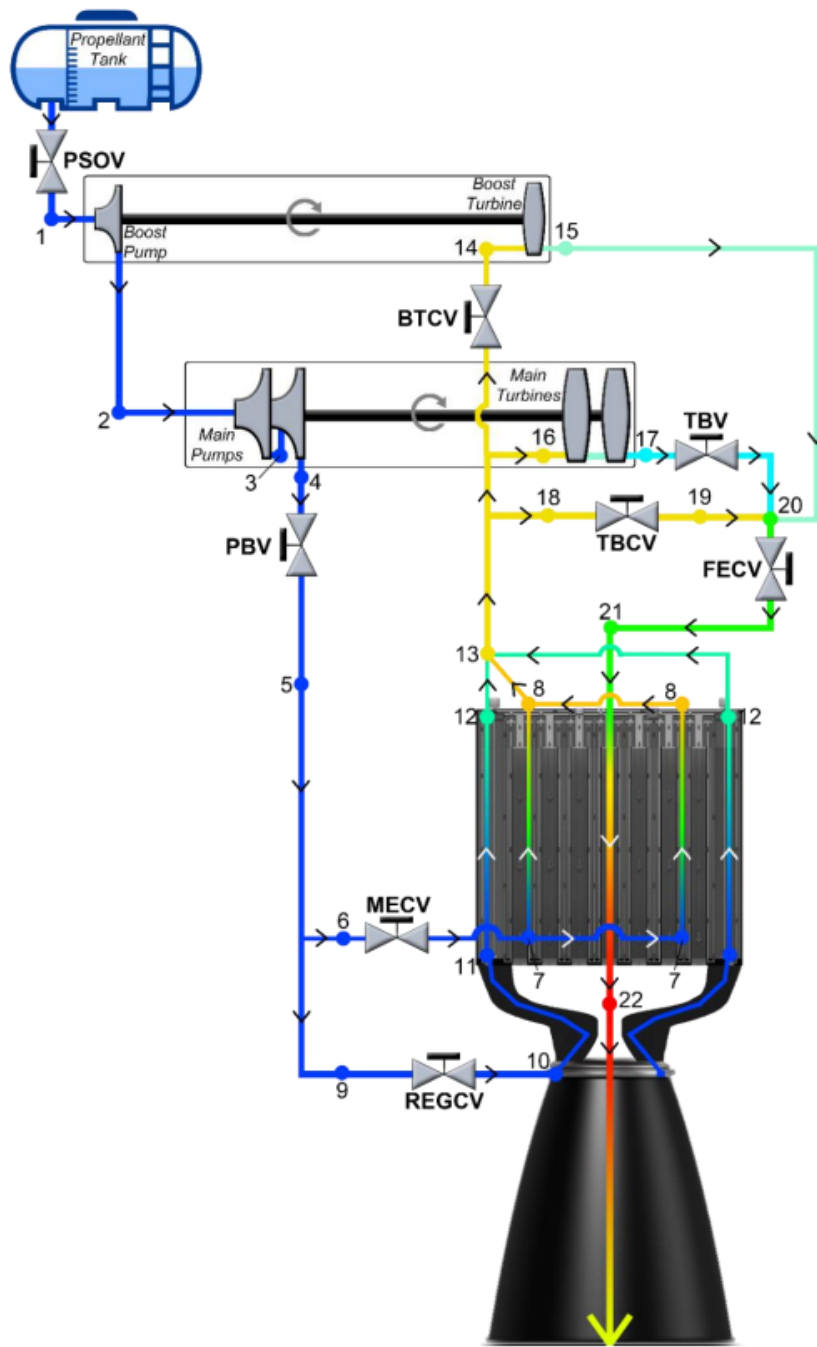 Propellant
Tank
PSOV
Boost
Turbine
1
Boost
Pump
14
15
BTCV
Main
Turbines
2
Main
Pumps
3
4
16
17
TBV
18
19
20
TBCV
PBV
FECV
21
13
5
8
8
12
12
MECV
6
11
7
7
22
10
9
REGCV